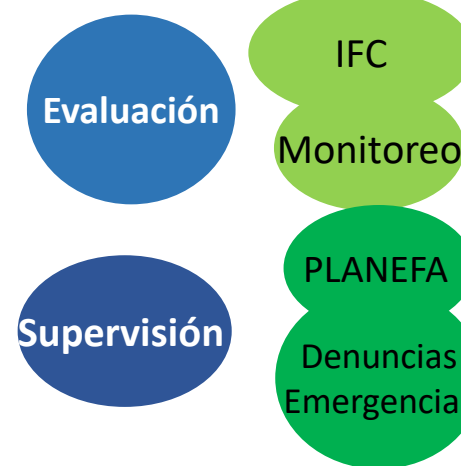 Evaluación
IFC
Monitoreo
Supervisión
PLANEFA
Denuncias
Emergencia